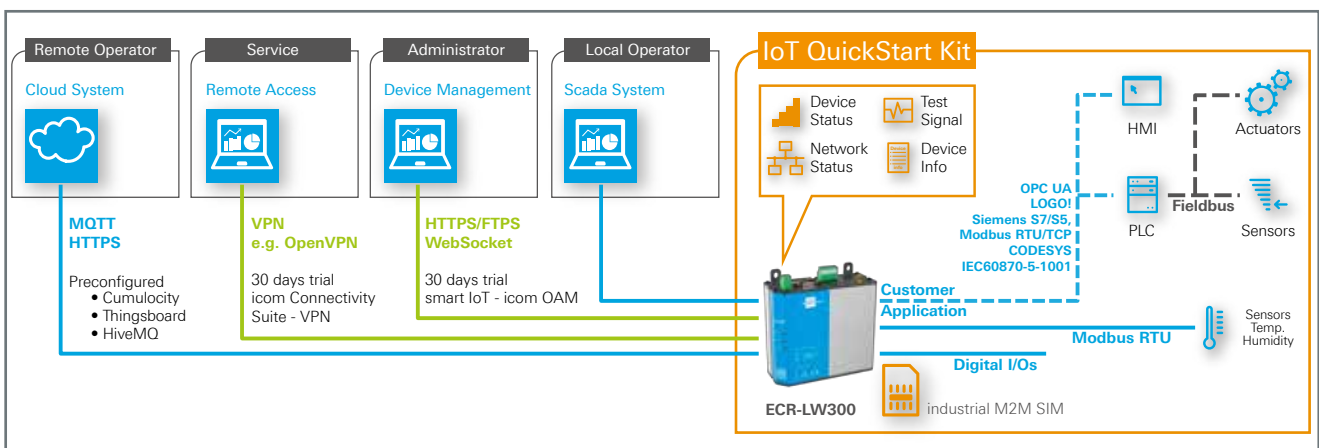 Remote Operator
Cloud System
MQTT
HTTPS
Preconfigured
• Cumulocity
• Thingsboard
• HiveMQ
Service
Remote Access
VPN
e.g. OpenVPN
30 days trial
icom Connectivity
Suite - VPN
Administrator
Device Management
HTTPS/FTPS
WebSocket
30 days trial
smart IoT - icom OAM
Local Operator
Scada System
IoT QuickStart Kit
Device
Status
Test
Signal
Network
Status
Device
Info
HMI
Actuators
OPC UA
LOGO!
Siemens S7/S5,
Modbus RTU/TCP
CODESYS
IEC60870-5-1001
PLC
Fieldbus
Sensors
Customer
Application
Modbus RTU
Sensors
Temp.
Humidity
Digital I/Os
ECR-LW300
industrial M2M SIM